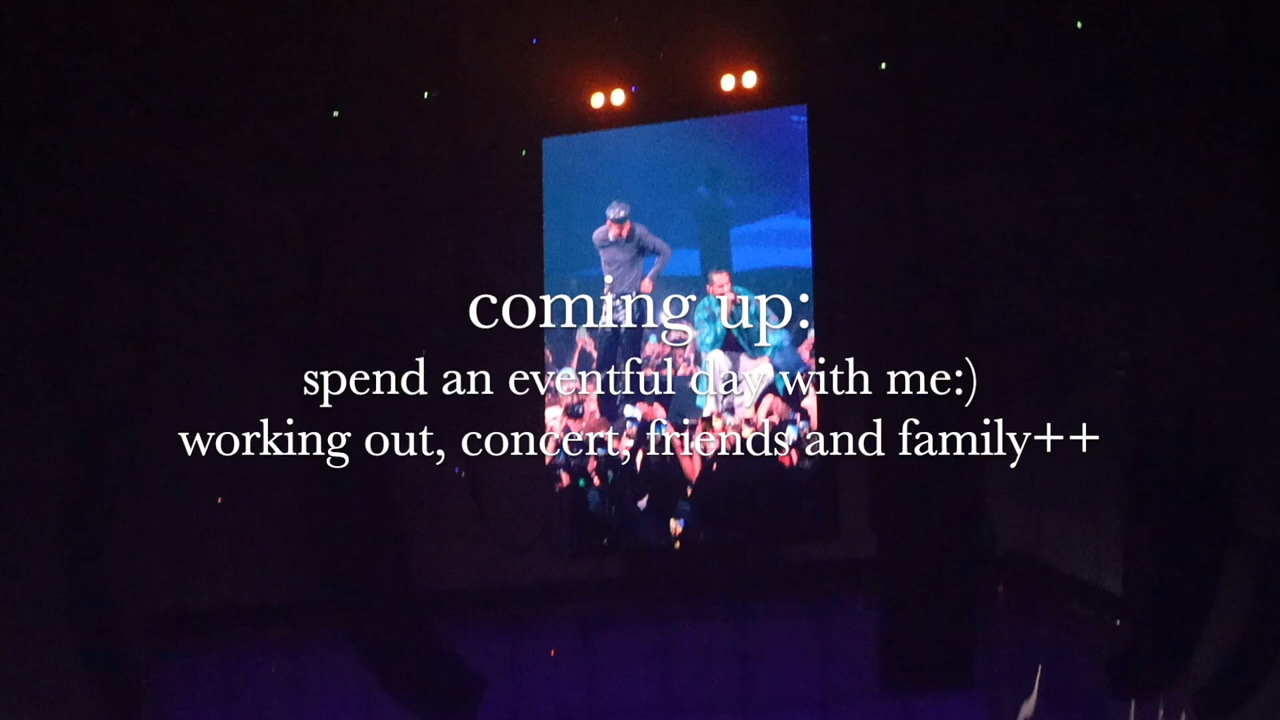 coming up:
spend an eventful day with me:)
working out, concert, friends and family++